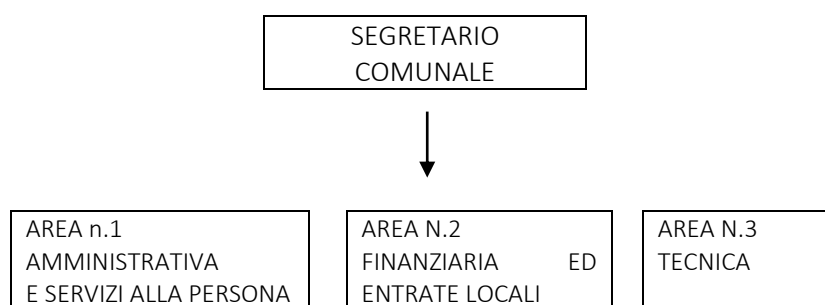 SEGRETARIO
COMUNALE
AREA n.1
AMMINISTRATIVA
E SERVIZI ALLA PERSONA
AREA N.2
FINANZIARIA ED
ENTRATE LOCALI
AREA N.3
TECNICA